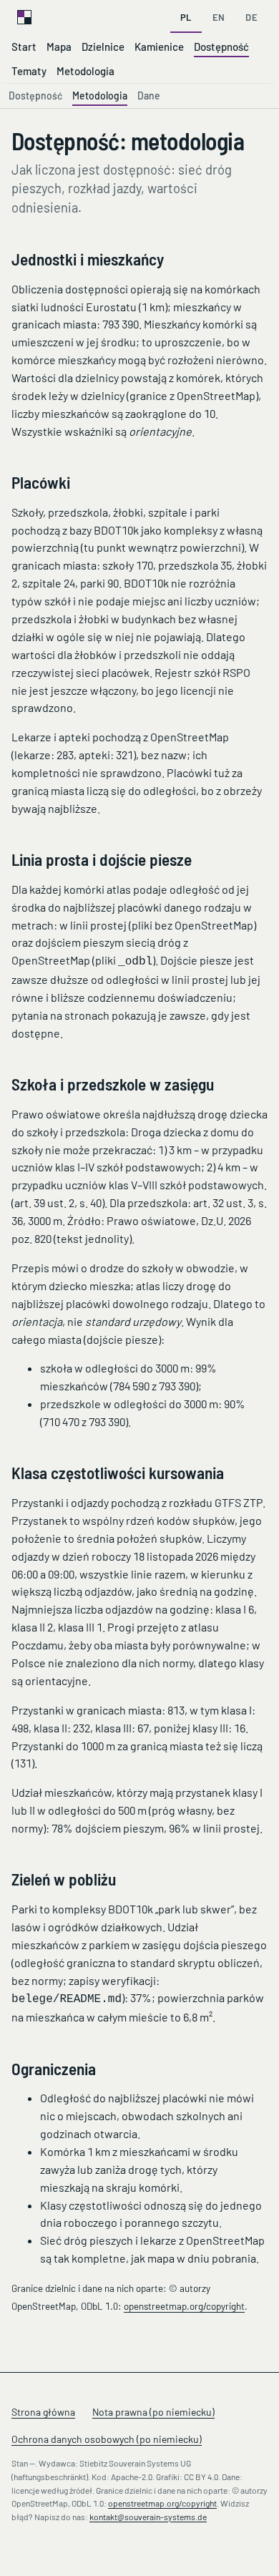 PL EN DE
Start Mapa Dzielnice Kamienice Dostępność
Tematy Metodologia
Dostępność Metodologia Dane
Dostępność: metodologia
Jak liczona jest dostępność: sieć dróg
pieszych, rozkład jazdy, wartości
odniesienia.
Jednostki i mieszkańcy
Obliczenia dostępności opierają się na komórkach
siatki ludności Eurostatu (1 km); mieszkańcy w
granicach miasta: 793 390. Mieszkańcy komórki są
umieszczeni w jej środku; to uproszczenie, bo w
komórce mieszkańcy mogą być rozłożeni nierówno.
Wartości dla dzielnicy powstają z komórek, których
środek leży w dzielnicy (granice z OpenStreetMap),
liczby mieszkańców są zaokrąglone do 10.
Wszystkie wskaźniki są orientacyjne.
Placówki
Szkoły, przedszkola, żłobki, szpitale i parki
pochodzą z bazy BDOT10k jako kompleksy z własną
powierzchnią (tu punkt wewnątrz powierzchni). W
granicach miasta: szkoły 170, przedszkola 35, żłobki
2, szpitale 24, parki 90. BDOT10k nie rozróżnia
typów szkół i nie podaje miejsc ani liczby uczniów;
przedszkola i żłobki w budynkach bez własnej
działki w ogóle się w niej nie pojawiają. Dlatego
wartości dla żłobków i przedszkoli nie oddają
rzeczywistej sieci placówek. Rejestr szkół RSPO
nie jest jeszcze włączony, bo jego licencji nie
sprawdzono.
Lekarze i apteki pochodzą z OpenStreetMap
(lekarze: 283, apteki: 321), bez nazw; ich
kompletności nie sprawdzono. Placówki tuż za
granicą miasta liczą się do odległości, bo z obrzeży
bywają najbliższe.
Linia prosta i dojście piesze
Dla każdej komórki atlas podaje odległość od jej
środka do najbliższej placówki danego rodzaju w
metrach: w linii prostej (pliki bez OpenStreetMap)
oraz dojściem pieszym siecią dróg z
OpenStreetMap (pliki _odbl). Dojście piesze jest
zawsze dłuższe od odległości w linii prostej lub jej
równe i bliższe codziennemu doświadczeniu;
pytania na stronach pokazują je zawsze, gdy jest
dostępne.
Szkoła i przedszkole w zasięgu
Prawo oświatowe określa najdłuższą drogę dziecka
do szkoły i przedszkola: Droga dziecka z domu do
szkoły nie może przekraczać: 1) 3 km – w przypadku
uczniów klas I–IV szkół podstawowych; 2) 4 km – w
przypadku uczniów klas V–VIII szkół podstawowych.
(art. 39 ust. 2, s. 40). Dla przedszkola: art. 32 ust. 3, s.
36, 3000 m. Źródło: Prawo oświatowe, Dz.U. 2026
poz. 820 (tekst jednolity).
Przepis mówi o drodze do szkoły w obwodzie, w
którym dziecko mieszka; atlas liczy drogę do
najbliższej placówki dowolnego rodzaju. Dlatego to
orientacja, nie standard urzędowy. Wynik dla
całego miasta (dojście piesze):
szkoła w odległości do 3000 m: 99%
mieszkańców (784 590 z 793 390);
przedszkole w odległości do 3000 m: 90%
(710 470 z 793 390).
Klasa częstotliwości kursowania
Przystanki i odjazdy pochodzą z rozkładu GTFS ZTP.
Przystanek to wspólny rdzeń kodów słupków, jego
położenie to średnia położeń słupków. Liczymy
odjazdy w dzień roboczy 18 listopada 2026 między
06:00 a 09:00, wszystkie linie razem, w kierunku z
większą liczbą odjazdów, jako średnią na godzinę.
Najmniejsza liczba odjazdów na godzinę: klasa I 6,
klasa II 2, klasa III 1. Progi przejęto z atlasu
Poczdamu, żeby oba miasta były porównywalne; w
Polsce nie znaleziono dla nich normy, dlatego klasy
są orientacyjne.
Przystanki w granicach miasta: 813, w tym klasa I:
498, klasa II: 232, klasa III: 67, poniżej klasy III: 16.
Przystanki do 1000 m za granicą miasta też się liczą
(131).
Udział mieszkańców, którzy mają przystanek klasy I
lub II w odległości do 500 m (próg własny, bez
normy): 78% dojściem pieszym, 96% w linii prostej.
Zieleń w pobliżu
Parki to kompleksy BDOT10k „park lub skwer”, bez
lasów i ogródków działkowych. Udział
mieszkańców z parkiem w zasięgu dojścia pieszego
(odległość graniczna to standard skrupytu obliczeń,
bez normy; zapisy weryfikacji:
belege/README.md): 37%; powierzchnia parków
na mieszkańca w całym mieście to 6,8 m².
Ograniczenia
Odległość do najbliższej placówki nie mówi
nic o miejscach, obwodach szkolnych ani
godzinach otwarcia.
Komórka 1 km z mieszkańcami w środku
zawyża lub zaniża drogę tych, którzy
mieszkają na skraju komórki.
Klasy częstotliwości odnoszą się do jednego
dnia roboczego i porannego szczytu.
Sieć dróg pieszych i lekarze z OpenStreetMap
są tak kompletne, jak mapa w dniu pobrania.
Granice dzielnic i dane na nich oparte: © autorzy
OpenStreetMap, ODbL 1.0: openstreetmap.org/copyright.
Strona główna Nota prawna (po niemiecku)
Ochrona danych osobowych (po niemiecku)
Stan —. Wydawca: Stiebitz Souverain Systems UG
(haftungsbeschränkt). Kod: Apache-2.0. Grafiki: CC BY 4.0. Dane:
licencje według źródeł. Granice dzielnic i dane na nich oparte: © autorzy
OpenStreetMap, ODbL 1.0: openstreetmap.org/copyright. Widzisz
błąd? Napisz do nas: kontakt@souverain-systems.de